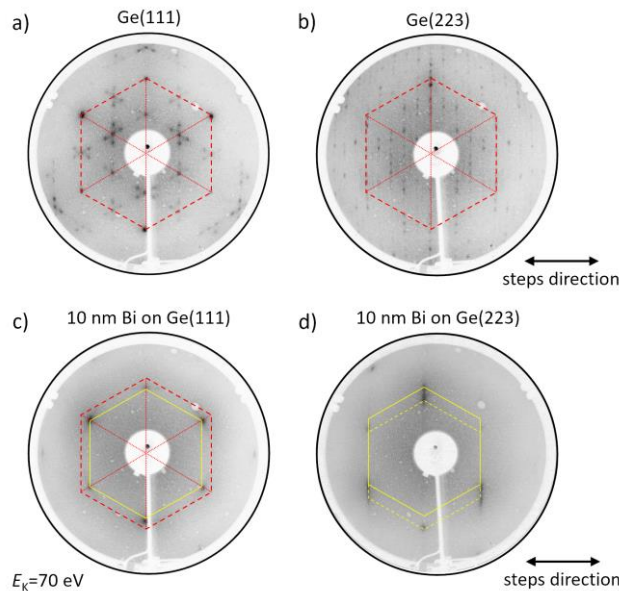 a)
Ge(111)
b)
Ge(223)
steps direction
c)
10 nm Bi on Ge(111)
d)
10 nm Bi on Ge(223)
E_K=70 eV
steps direction